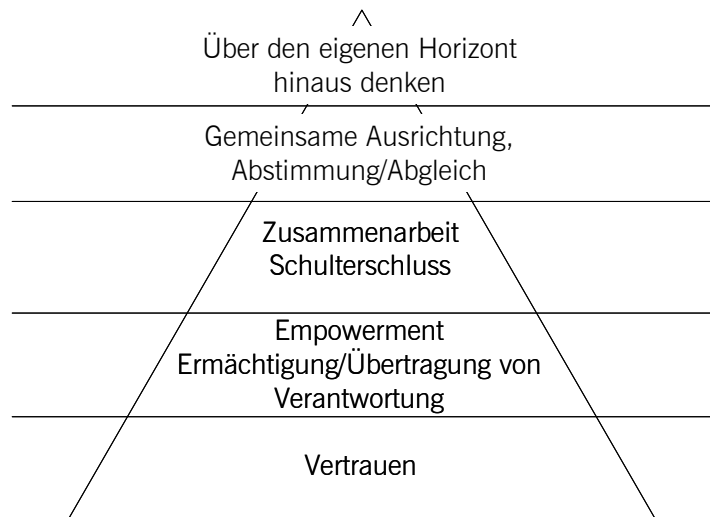 Über den eigenen Horizont
hinaus denken
Gemeinsame Ausrichtung,
Abstimmung/Abgleich
Zusammenarbeit
Schulterschluss
Empowerment
Ermächtigung/Übertragung von
Verantwortung
Vertrauen